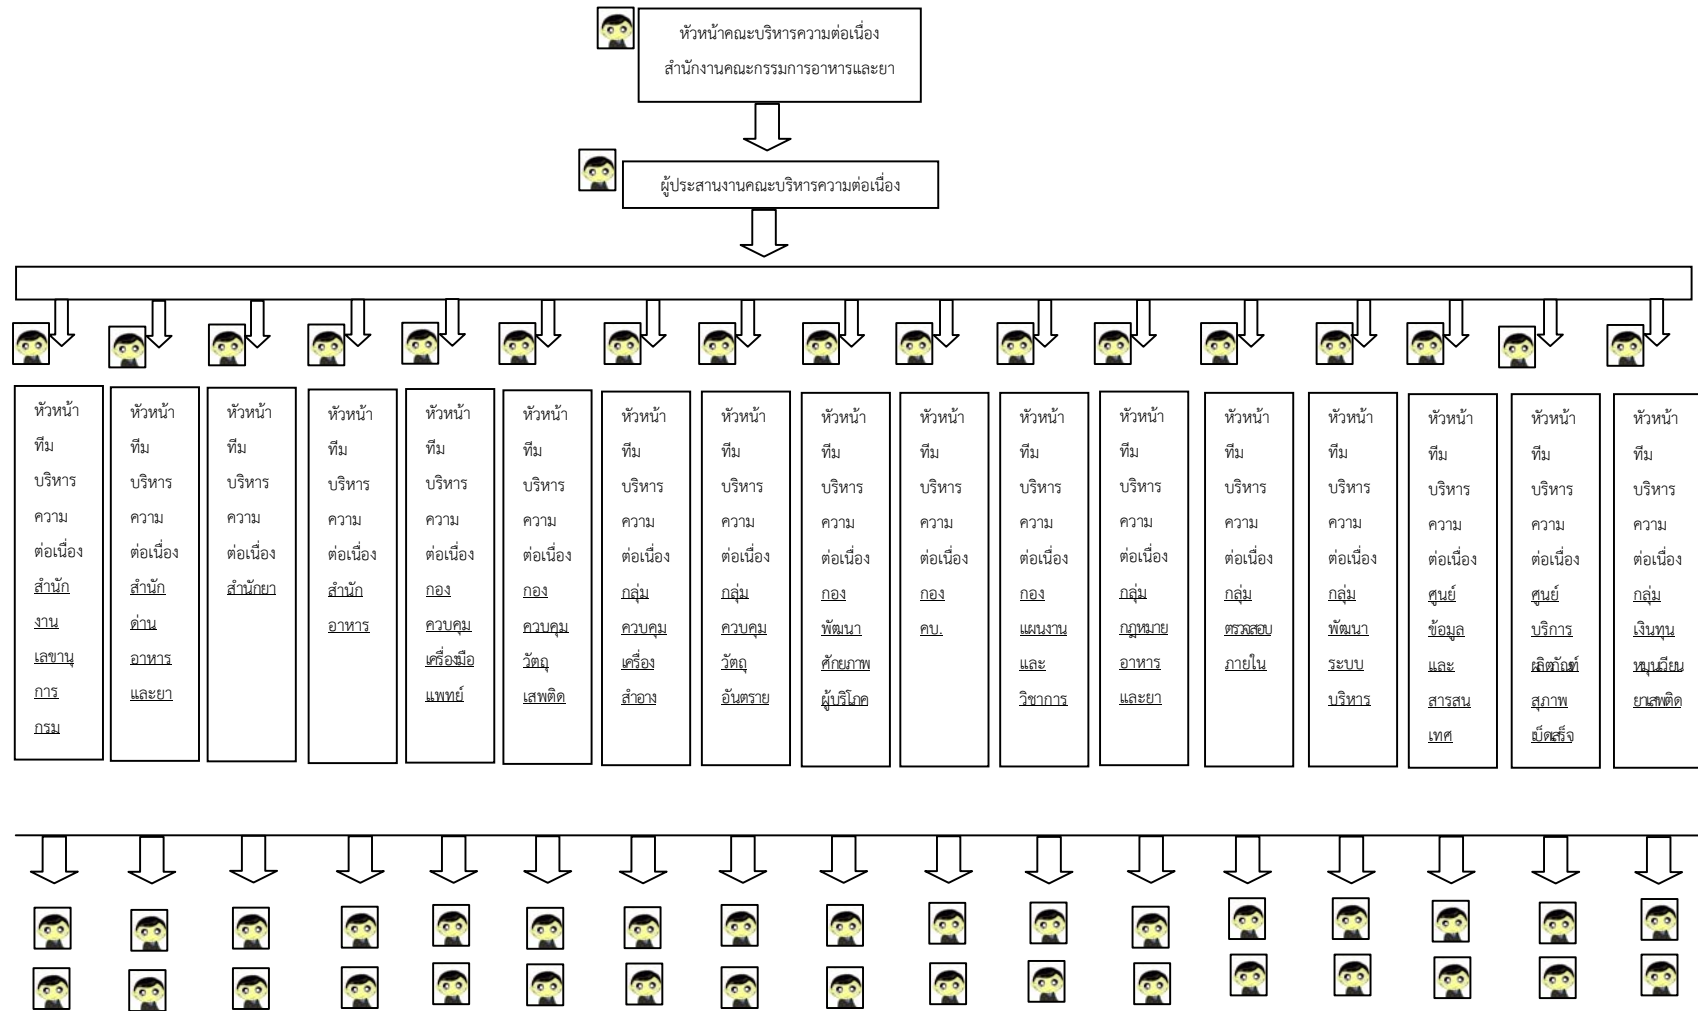 หัวหน้าคณะบริหารความต่อเนื่อง
สำนักงานคณะกรรมการอาหารและยา
ผู้ประสานงานคณะบริหารความต่อเนื่อง
หัวหน้า
ทีม
บริหาร
ความ
ต่อเนื่อง
สำนัก
งาน
เลขานุ
การ
กรม
หัวหน้า
ทีม
บริหาร
ความ
ต่อเนื่อง
สำนัก
ด่าน
อาหาร
และยา
หัวหน้า
ทีม
บริหาร
ความ
ต่อเนื่อง
สำนักยา
หัวหน้า
ทีม
บริหาร
ความ
ต่อเนื่อง
สำนัก
อาหาร
หัวหน้า
ทีม
บริหาร
ความ
ต่อเนื่อง
กอง
ควบคุม
เครื่องมือ
แพทย์
หัวหน้า
ทีม
บริหาร
ความ
ต่อเนื่อง
กอง
ควบคุม
วัตถุ
เสพติด
หัวหน้า
ทีม
บริหาร
ความ
ต่อเนื่อง
กลุ่ม
ควบคุม
เครื่อง
สำอาง
หัวหน้า
ทีม
บริหาร
ความ
ต่อเนื่อง
กลุ่ม
ควบคุม
วัตถุ
อันตราย
หัวหน้า
ทีม
บริหาร
ความ
ต่อเนื่อง
กอง
พัฒนา
ศักยภาพ
ผู้บริโภค
หัวหน้า
ทีม
บริหาร
ความ
ต่อเนื่อง
กอง
คบ.
หัวหน้า
ทีม
บริหาร
ความ
ต่อเนื่อง
กอง
แผนงาน
และ
วิชาการ
หัวหน้า
ทีม
บริหาร
ความ
ต่อเนื่อง
กลุ่ม
กฎหมาย
อาหาร
และยา
หัวหน้า
ทีม
บริหาร
ความ
ต่อเนื่อง
กลุ่ม
ตรวจสอบ
ภายใน
หัวหน้า
ทีม
บริหาร
ความ
ต่อเนื่อง
กลุ่ม
พัฒนา
ระบบ
บริหาร
หัวหน้า
ทีม
บริหาร
ความ
ต่อเนื่อง
ศูนย์
ข้อมูล
และ
สารสน
เทศ
หัวหน้า
ทีม
บริหาร
ความ
ต่อเนื่อง
ศูนย์
บริการ
ผลิตภัณฑ์
สุภาพ
เบ็ดเสร็จ
หัวหน้า
ทีม
บริหาร
ความ
ต่อเนื่อง
กลุ่ม
เงินทุน
หมุนเวียน
ยาเสพติด